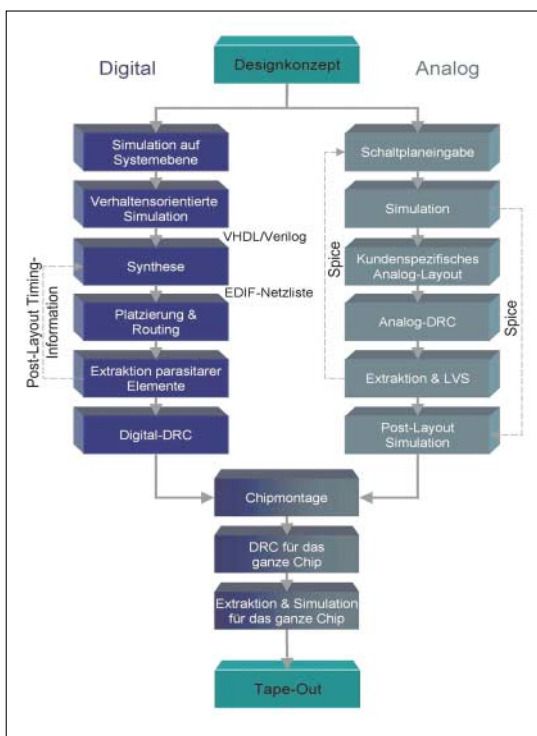 Designkonzept
Digital
Analog
Simulation auf
Systemebene
Verhaltensorientierte
Simulation
VHDL/Verilog
Synthese
EDIF-Netzliste
Platzierung &
Routing
Extraktion parasitarer
Elemente
Digital-DRC
Post-Layout Timing-
Information
Schaltplaneingabe
Simulation
Kundenspezifisches
Analog-Layout
Analog-DRC
Extraktion & LVS
Post-Layout
Simulation
Spice
Spice
Chipmontage
DRC für das
ganze Chip
Extraktion & Simulation
für das ganze Chip
Tape-Out